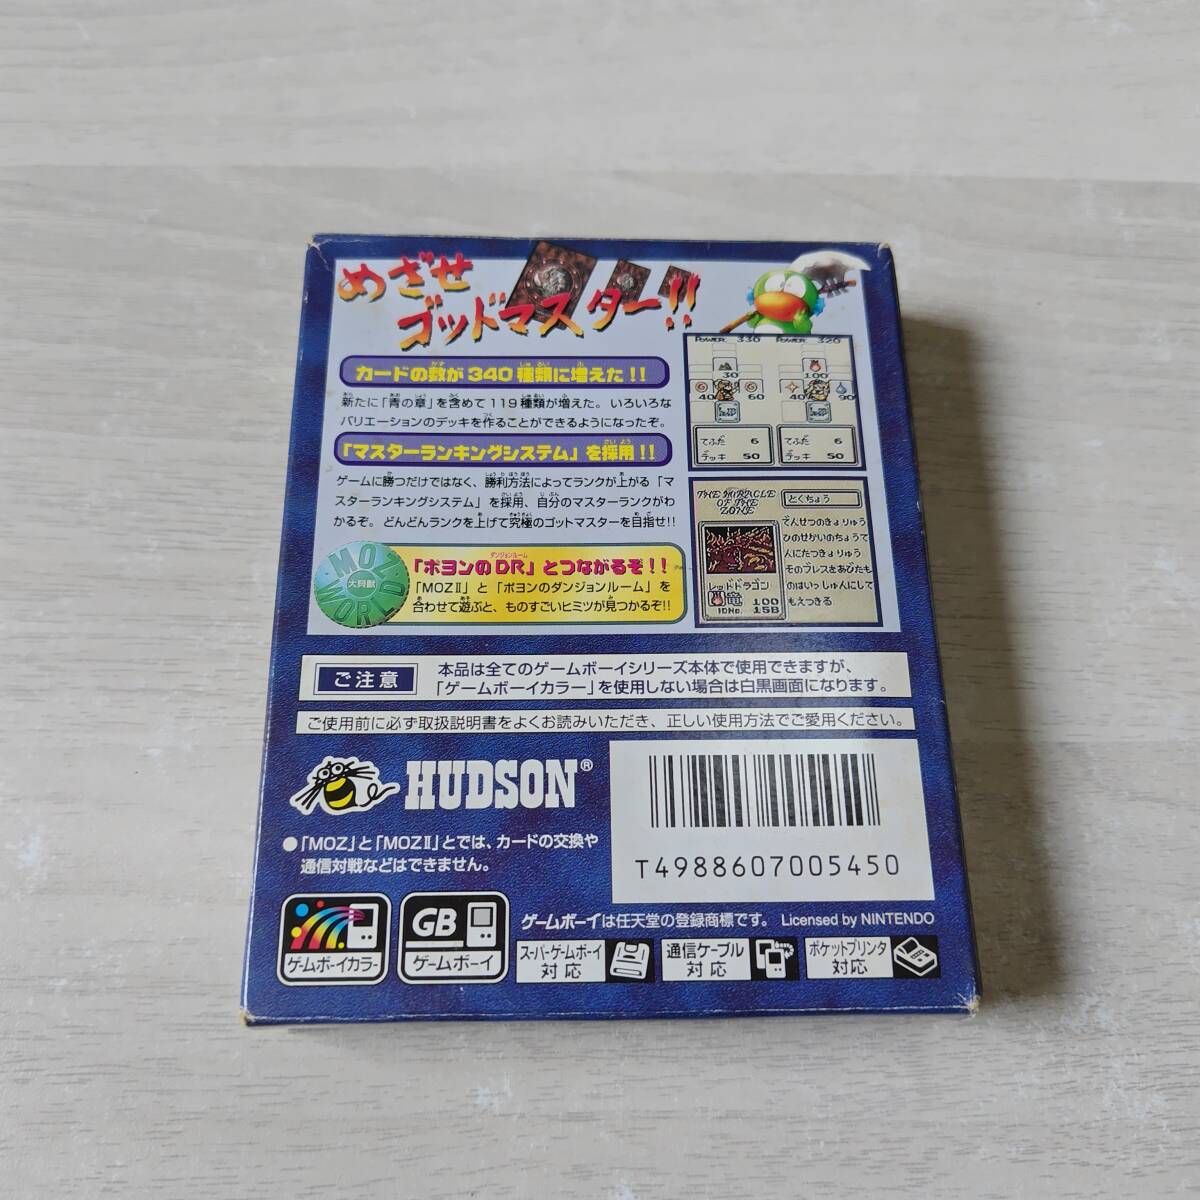 めざせ
ゴッドマスター!!
カードの数が340種類に増えた!!
新たに「青の章」を含めて119種類が増えた。いろいろな
バリエーションのデッキを作ることができるようになったぞ。
「マスターランキングシステム」を採用!!
ゲームに勝つだけではなく、勝利方法によってランクが上がる「マ
スターランキングシステム」を採用、自分のマスターランクがわ
かるぞ。どんどんランクを上げて究極のゴットマスターを目指せ!!
MOZ
大貝獣
WORLD
「ポヨンのDR」とつながるぞ!!
「MOZⅡ」と「ポヨンのダンジョンルーム」を
合わせて遊ぶと、ものすごいヒミツが見つかるぞ!!
POWER 330
POWER 320
30
100
40
60
40
90
てふだ 6
デッキ 50
てふだ 6
デッキ 50
THE MIRACLE
OF THE
ZONE
とくちょう
でんせつのきょりゅう
ひのせかいのちょうて
んにたつきょりゅう
そのブレスをあびたも
のはいっしゅんにして
もえつきる
レッドドラゴン
竜 100
IDNo. 158
ご注意
本品は全てのゲームボーイシリーズ本体で使用できますが、
「ゲームボーイカラー」を使用しない場合は白黒画面になります。
ご使用前に必ず取扱説明書をよくお読みいただき、正しい使用方法でご愛用ください。
HUDSON®
●「MOZ」と「MOZⅡ」とでは、カードの交換や
通信対戦などはできません。
T4988607005450
ゲームボーイカラー
GB
ゲームボーイ
ゲームボーイは任天堂の登録商標です。 Licensed by NINTENDO
スーパーゲームボーイ
対応
通信ケーブル
対応
ポケットプリンタ
対応